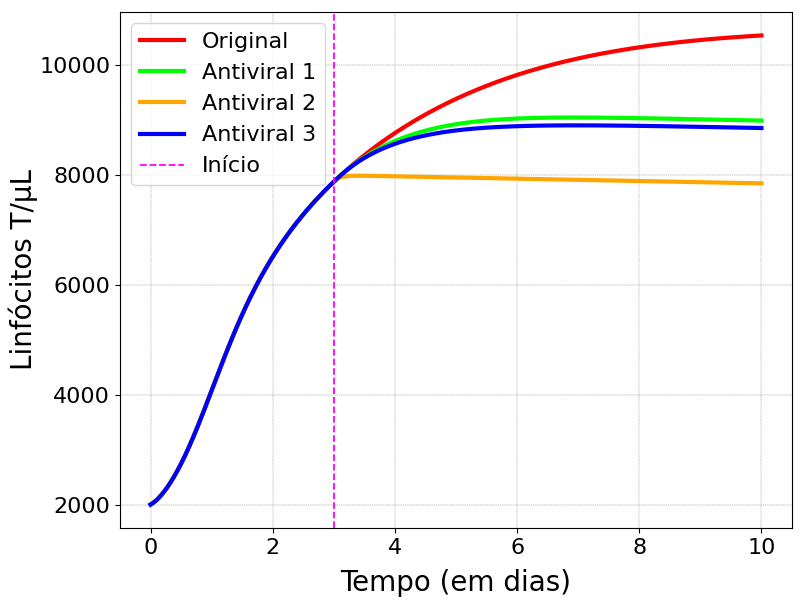 Original
Antiviral 1
Antiviral 2
Antiviral 3
Início
Linfócitos T/μL
10000
8000
6000
4000
2000
0 2 4 6 8 10
Tempo (em dias)